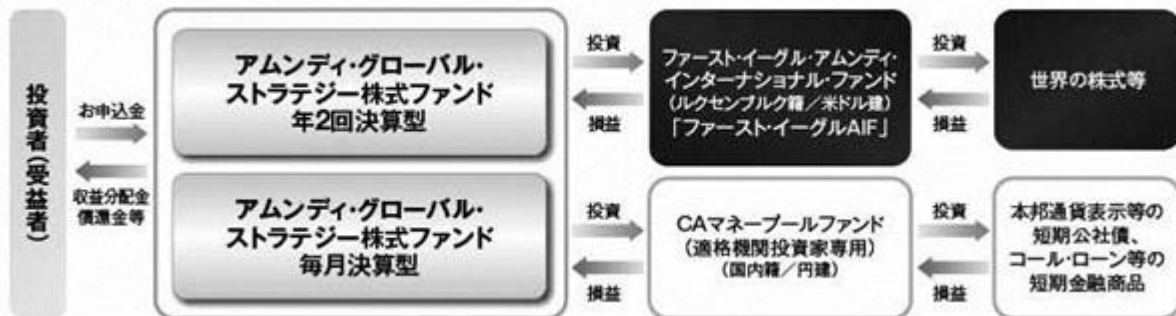 投資者(受益者)
お申込金
収益分配金
償還金等
アムンディ・グローバル・
ストラテジー株式ファンド
年2回決算型
アムンディ・グローバル・
ストラテジー株式ファンド
毎月決算型
投資
損益
投資
損益
ファースト・イーグル・アムンディ・
インターナショナル・ファンド
(ルクセンブルク籍/米ドル建)
「ファースト・イーグルAIF」
CAマネープールファンド
(適格機関投資家専用)
(国内籍/円建)
投資
損益
投資
損益
世界の株式等
本邦通貨表示等の
短期公社債、
コール・ローン等の
短期金融商品